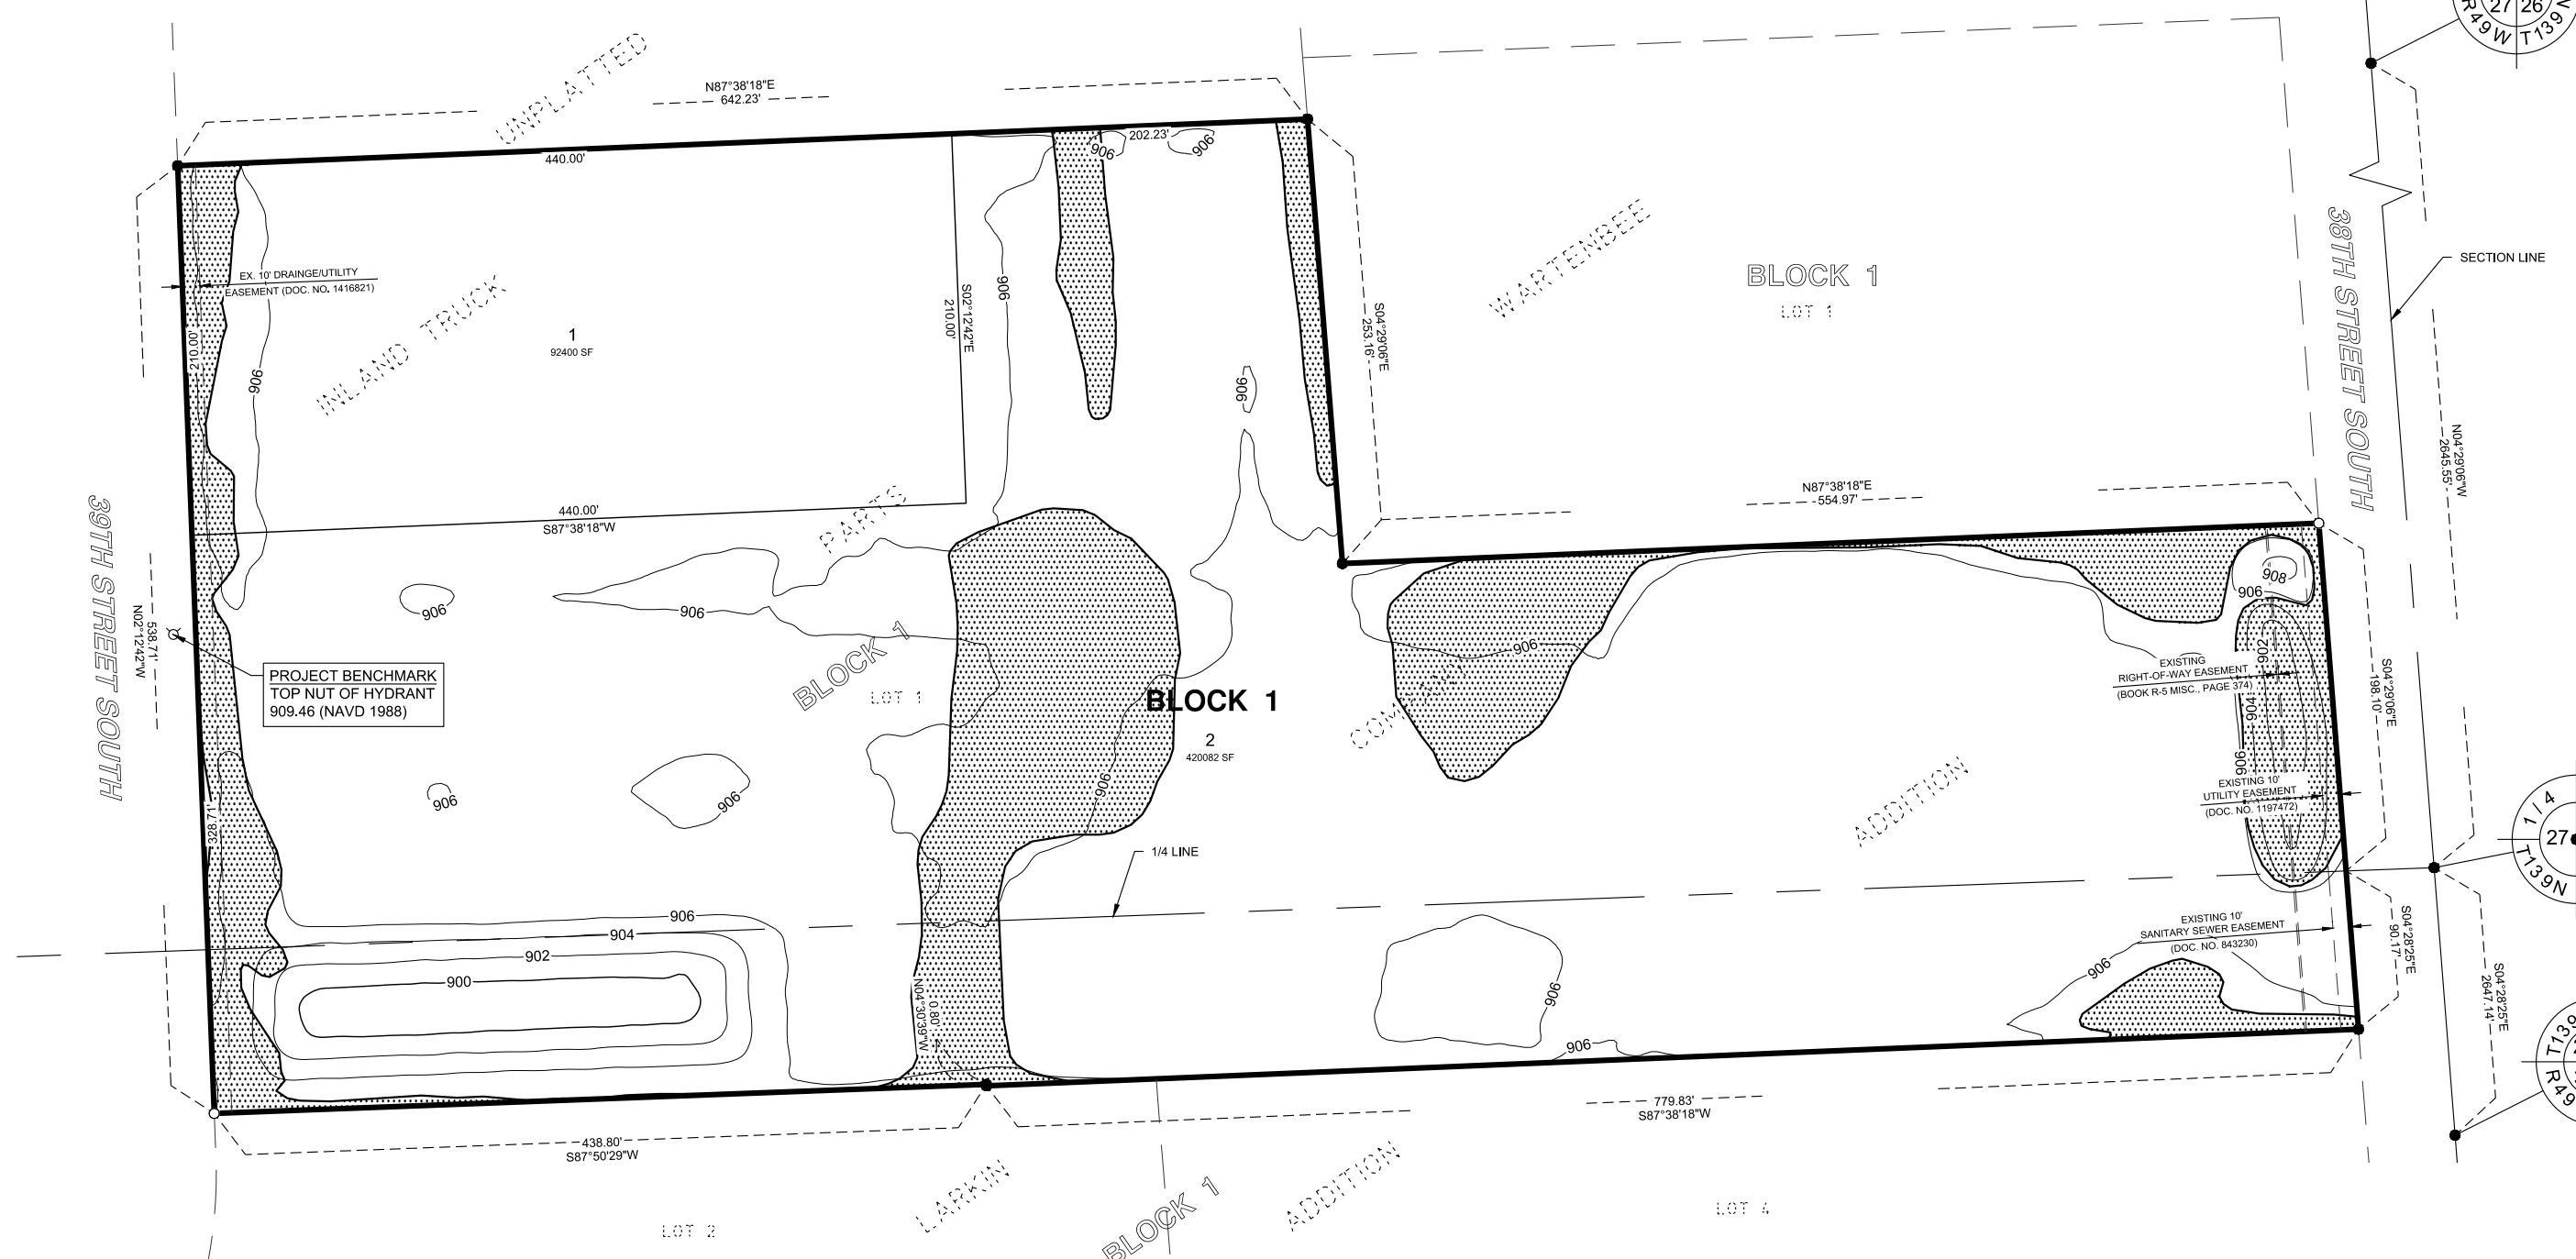 UNPLATTED
N87°38'18"E
642.23'
440.00'
202.23'
906
906
27 26
R49W T139N
EX. 10' DRAINGE/UTILITY
EASEMENT (DOC. NO. 1416821)
INLAND TRUCK
906
210.00'
1
92400 SF
S02°12'42"E
210.00'
906
906
S04°29'06"E
253.16'
WARTENBEE
BLOCK 1
LOT 1
38TH STREET SOUTH
SECTION LINE
N04°29'06"W
2645.55'
440.00'
S87°38'18"W
PARTS
N87°38'18"E
554.97'
39TH STREET SOUTH
538.71'
N02°12'42"W
906
906
906
908
906
PROJECT BENCHMARK
TOP NUT OF HYDRANT
909.46 (NAVD 1988)
BLOCK 1
LOT 1
BLOCK 1
2
420082 SF
COMPANY
EXISTING
RIGHT-OF-WAY EASEMENT
(BOOK R-5 MISC., PAGE 374)
902
904
906
S04°29'06"E
198.10'
EXISTING 10'
UTILITY EASEMENT
(DOC. NO. 1197472)
328.71'
906
906
906
ADDITION
1/4 LINE
1/4
27
T139N
906
904
902
900
N04°30'39"W
0.80'
906
906
906
EXISTING 10'
SANITARY SEWER EASEMENT
(DOC. NO. 843230)
S04°28'25"E
90.17'
S04°28'25"E
2647.14'
T139
R49
438.80'
S87°50'29"W
779.83'
S87°38'18"W
LARKIN
BLOCK 1
ADDITION
LOT 2
LOT 4